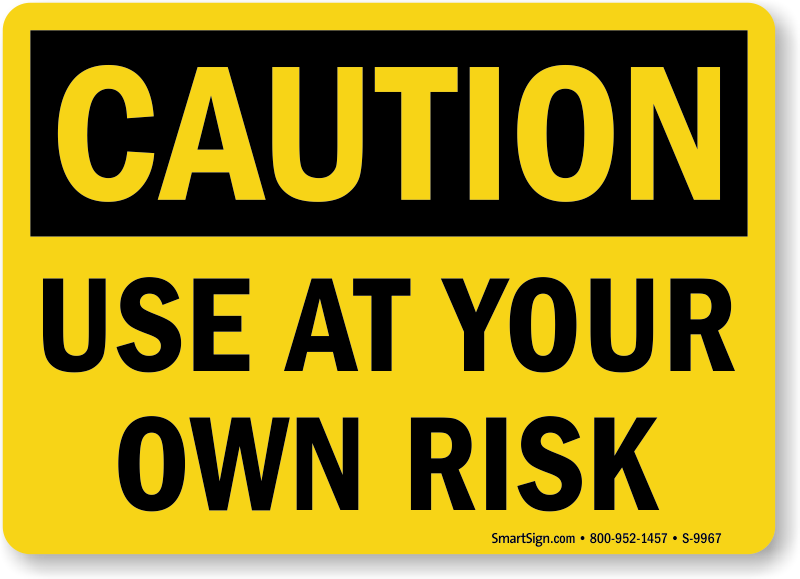 CAUTION
USE AT YOUR
OWN RISK
SmartSign.com • 800-952-1457 • S-9967